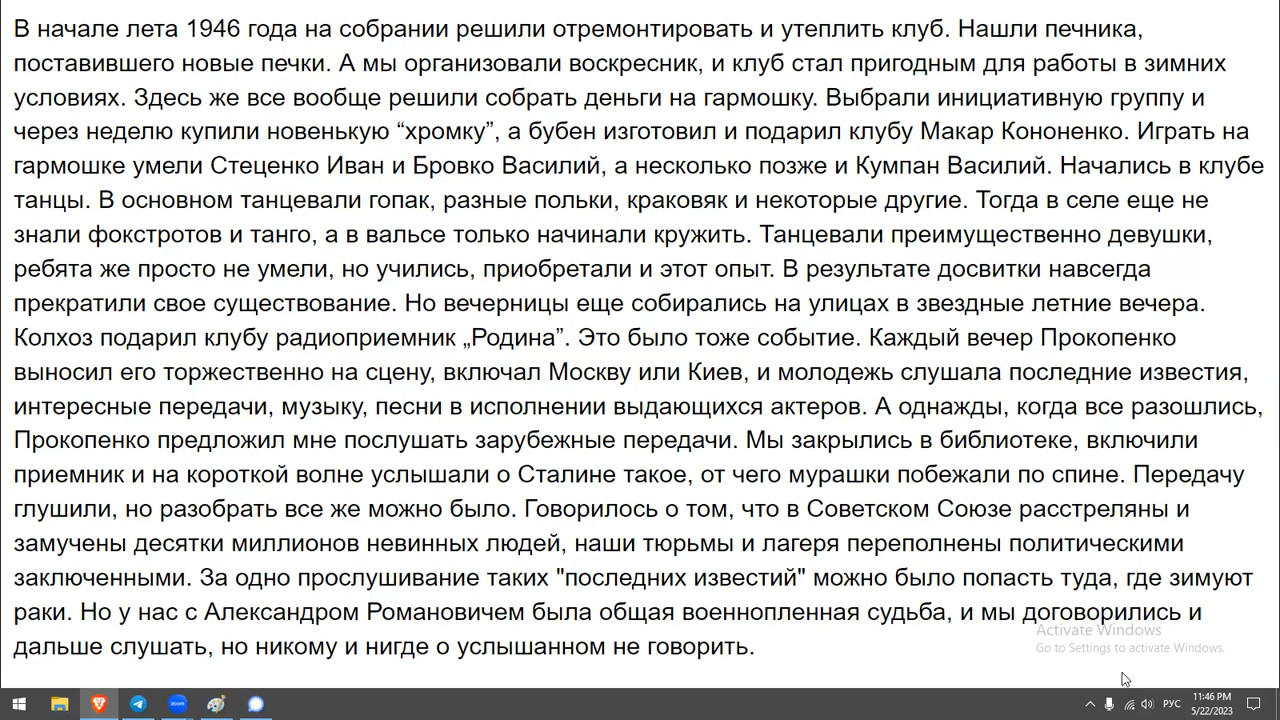 В начале лета 1946 года на собрании решили отремонтировать и утеплить клуб. Нашли печника,
поставившего новые печки. А мы организовали воскресник, и клуб стал пригодным для работы в зимних
условиях. Здесь же все вообще решили собрать деньги на гармошку. Выбрали инициативную группу и
через неделю купили новенькую “хромку”, а бубен изготовил и подарил клубу Макар Кононенко. Играть на
гармошке умели Стеценко Иван и Бровко Василий, а несколько позже и Кумпан Василий. Начались в клубе
танцы. В основном танцевали гопак, разные польки, краковяк и некоторые другие. Тогда в селе еще не
знали фокстротов и танго, а в вальсе только начинали кружить. Танцевали преимущественно девушки,
ребята же просто не умели, но учились, приобретали и этот опыт. В результате досвитки навсегда
прекратили свое существование. Но вечерницы еще собирались на улицах в звездные летние вечера.
Колхоз подарил клубу радиоприемник „Родина”. Это было тоже событие. Каждый вечер Прокопенко
выносил его торжественно на сцену, включал Москву или Киев, и молодежь слушала последние известия,
интересные передачи, музыку, песни в исполнении выдающихся актеров. А однажды, когда все разошлись,
Прокопенко предложил мне послушать зарубежные передачи. Мы закрылись в библиотеке, включили
приемник и на короткой волне услышали о Сталине такое, от чего мурашки побежали по спине. Передачу
глушили, но разобрать все же можно было. Говорилось о том, что в Советском Союзе расстреляны и
замучены десятки миллионов невинных людей, наши тюрьмы и лагеря переполнены политическими
заключенными. За одно прослушивание таких "последних известий" можно было попасть туда, где зимуют
раки. Но у нас с Александром Романовичем была общая военнопленная судьба, и мы договорились и
дальше слушать, но никому и нигде о услышанном не говорить.
Activate Windows
Go to Settings to activate Windows.
zoom
РУС
11:46 PM
5/22/2023